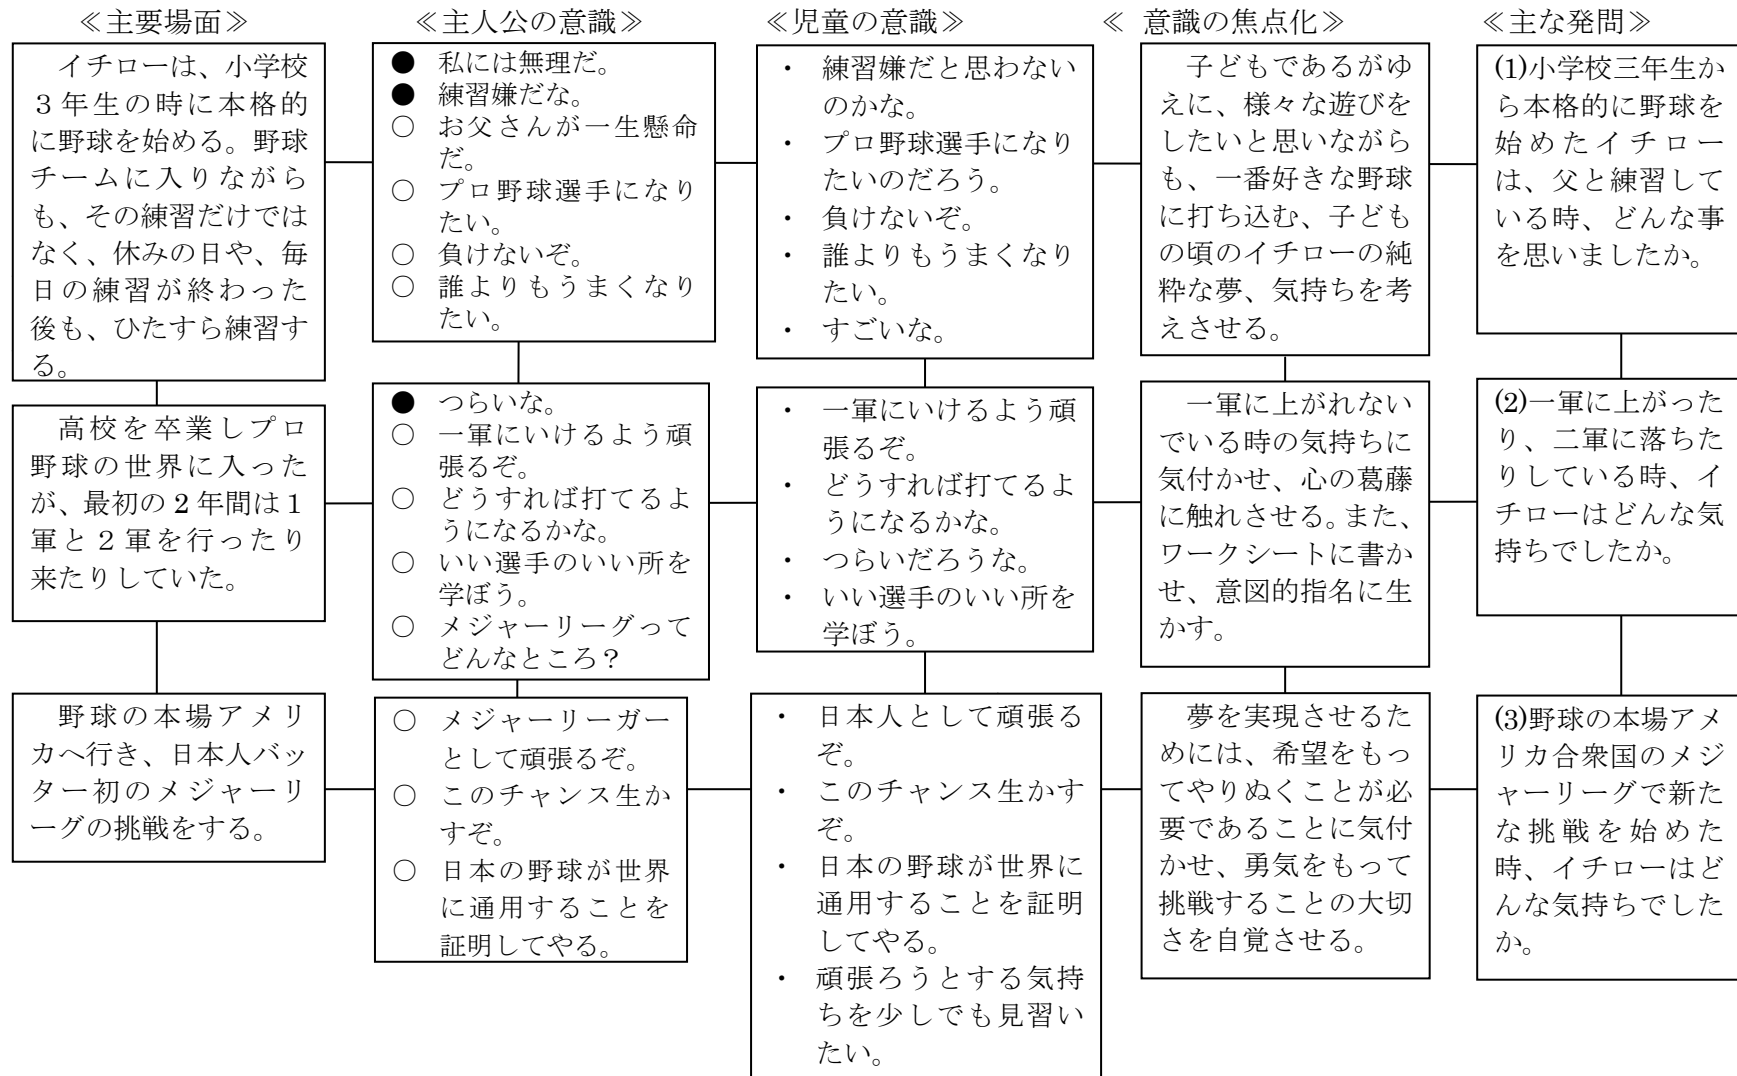 ≪主要場面≫
≪主人公の意識≫
≪児童の意識≫
≪ 意識の焦点化≫
≪主な発問≫
イチローは、小学校
３年生の時に本格的
に野球を始める。野球
チームに入りながら
も、その練習だけでは
なく、休みの日や、毎
日の練習が終わった
後も、ひたすら練習す
る。
● 私には無理だ。
● 練習嫌だな。
○ お父さんが一生懸命
だ。
○ プロ野球選手になり
たい。
○ 負けないぞ。
○ 誰よりもうまくなり
たい。
・ 練習嫌だと思わない
のかな。
・ プロ野球選手になり
たいのだろう。
・ 負けないぞ。
・ 誰よりもうまくなり
たい。
・ すごいな。
子どもであるがゆ
えに、様々な遊びを
したいと思いながら
も、一番好きな野球
に打ち込む、子ども
の頃のイチローの純
粋な夢、気持ちを考
えさせる。
(1)小学校三年生か
ら本格的に野球を
始めたイチロー
は、父と練習して
いる時、どんな事
を思いましたか。
高校を卒業しプロ
野球の世界に入った
が、最初の２年間は１
軍と２軍を行ったり
来たりしていた。
● つらいな。
○ 一軍にいけるよう頑
張るぞ。
○ どうすれば打てるよ
うになるかな。
○ いい選手のいい所を
学ぼう。
○ メジャーリーグって
どんなところ？
・ 一軍にいけるよう頑
張るぞ。
・ どうすれば打てるよ
うになるかな。
・ つらいだろうな。
・ いい選手のいい所を
学ぼう。
一軍に上がれない
でいる時の気持ちに
気付かせ、心の葛藤
に触れさせる。また、
ワークシートに書か
せ、意図的指名に生
かす。
(2)一軍に上がった
り、二軍に落ちた
りしている時、イ
チローはどんな気
持ちでしたか。
野球の本場アメリ
カへ行き、日本人バッ
ター初のメジャーリ
ーグの挑戦をする。
○ メジャーリーガー
として頑張るぞ。
○ このチャンス生か
すぞ。
○ 日本の野球が世界
に通用することを
証明してやる。
・ 日本人として頑張る
ぞ。
・ このチャンス生かす
ぞ。
・ 日本の野球が世界に
通用することを証明
してやる。
・ 頑張ろうとする気持
ちを少しでも見習い
たい。
夢を実現させるた
めには、希望をもっ
てやりぬくことが必
要であることに気付
かせ、勇気をもって
挑戦することの大切
さを自覚させる。
(3)野球の本場アメ
リカ合衆国のメジ
ャーリーグで新た
な挑戦を始めた
時、イチローはど
んな気持ちでした
か。